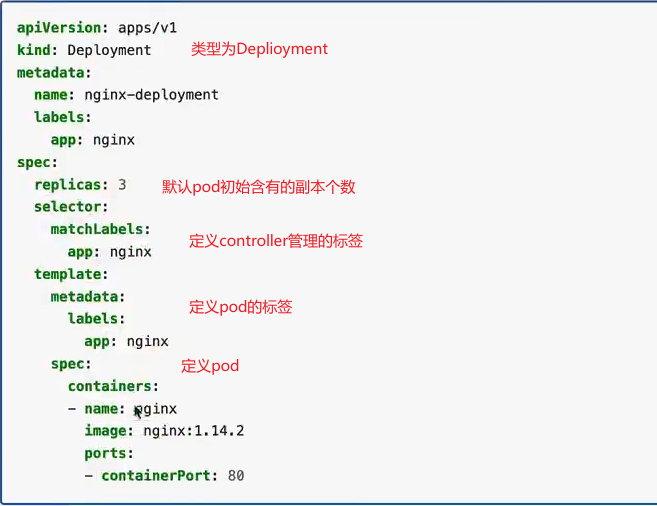 apiVersion: apps/v1
kind: Deployment 类型为Deplioyment
metadata:
  name: nginx-deployment
  labels:
    app: nginx
spec:
  replicas: 3 默认pod初始含有的副本个数
  selector:
    matchLabels:
      app: nginx 定义controller管理的标签
  template:
    metadata:
      labels: 定义pod的标签
        app: nginx
    spec: 定义pod
      containers:
      - name: nginx
        image: nginx:1.14.2
        ports:
        - containerPort: 80